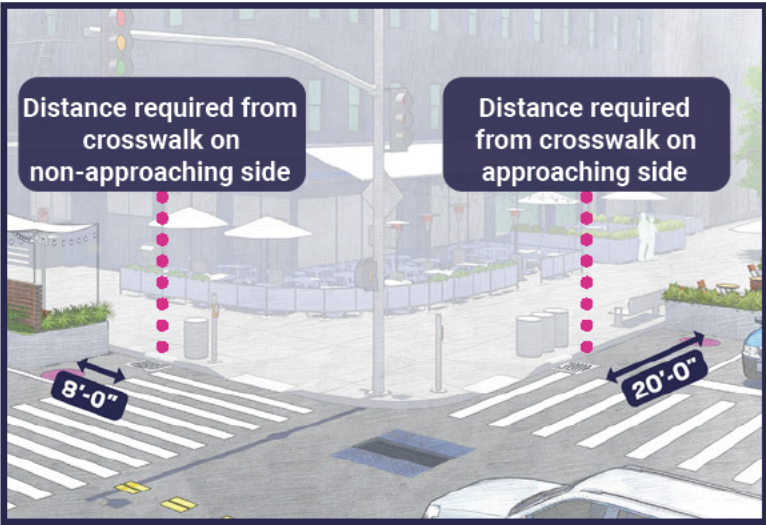 Distance required from
crosswalk on
non-approaching side
Distance required
from crosswalk on
approaching side
8'-0"
20'-0"